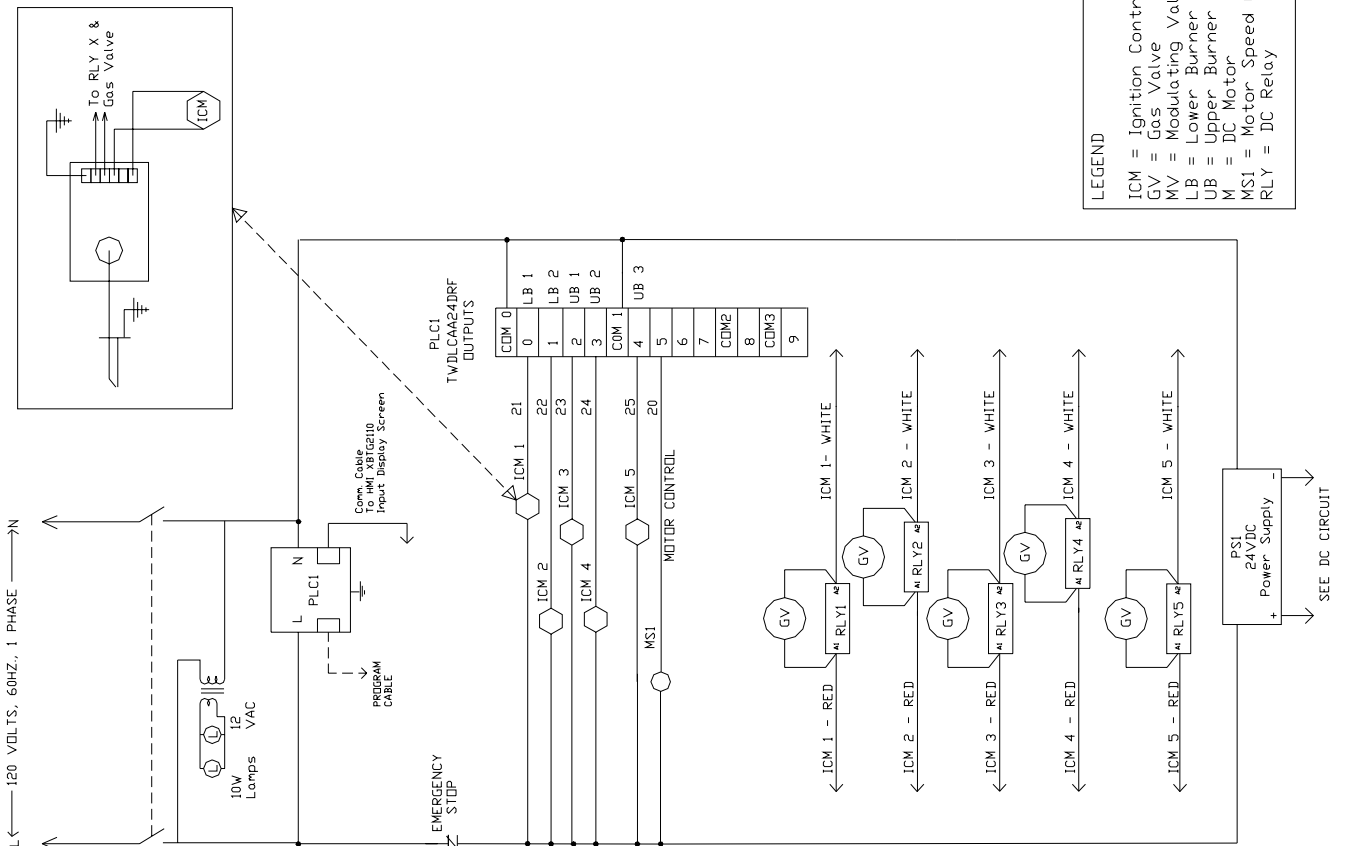 L ← 120 VOLTS, 60HZ., 1 PHASE → N
To RLY X &
Gas Valve
ICM
10W
Lamps
L
L
12
VAC
L
N
PLC1
PROGRAM
CABLE
Comm. Cable
To HMI XBTG2110
Input Display Screen
EMERGENCY
STOP
PLC1
TWDLCAA24DRF
OUTPUTS
COM 0
0
1
2
3
COM 1
4
5
6
7
COM2
8
COM3
9
LB 1
LB 2
UB 1
UB 2
UB 3
ICM 1
21
ICM 2
22
ICM 3
23
ICM 4
24
ICM 5
25
MS1
20
MOTOR CONTROL
ICM 1 - RED
GV
A1 RLY1 A2
ICM 1- WHITE
ICM 2 - RED
GV
A1 RLY2 A2
ICM 2 - WHITE
ICM 3 - RED
GV
A1 RLY3 A2
ICM 3 - WHITE
ICM 4 - RED
GV
A1 RLY4 A2
ICM 4 - WHITE
ICM 5 - RED
GV
A1 RLY5 A2
ICM 5 - WHITE
PS1
24VDC
Power Supply
+
-
SEE DC CIRCUIT
LEGEND
ICM = Ignition Contr
GV = Gas Valve
MV = Modulating Val
LB = Lower Burner
UB = Upper Burner
M = DC Motor
MS1 = Motor Speed
RLY = DC Relay